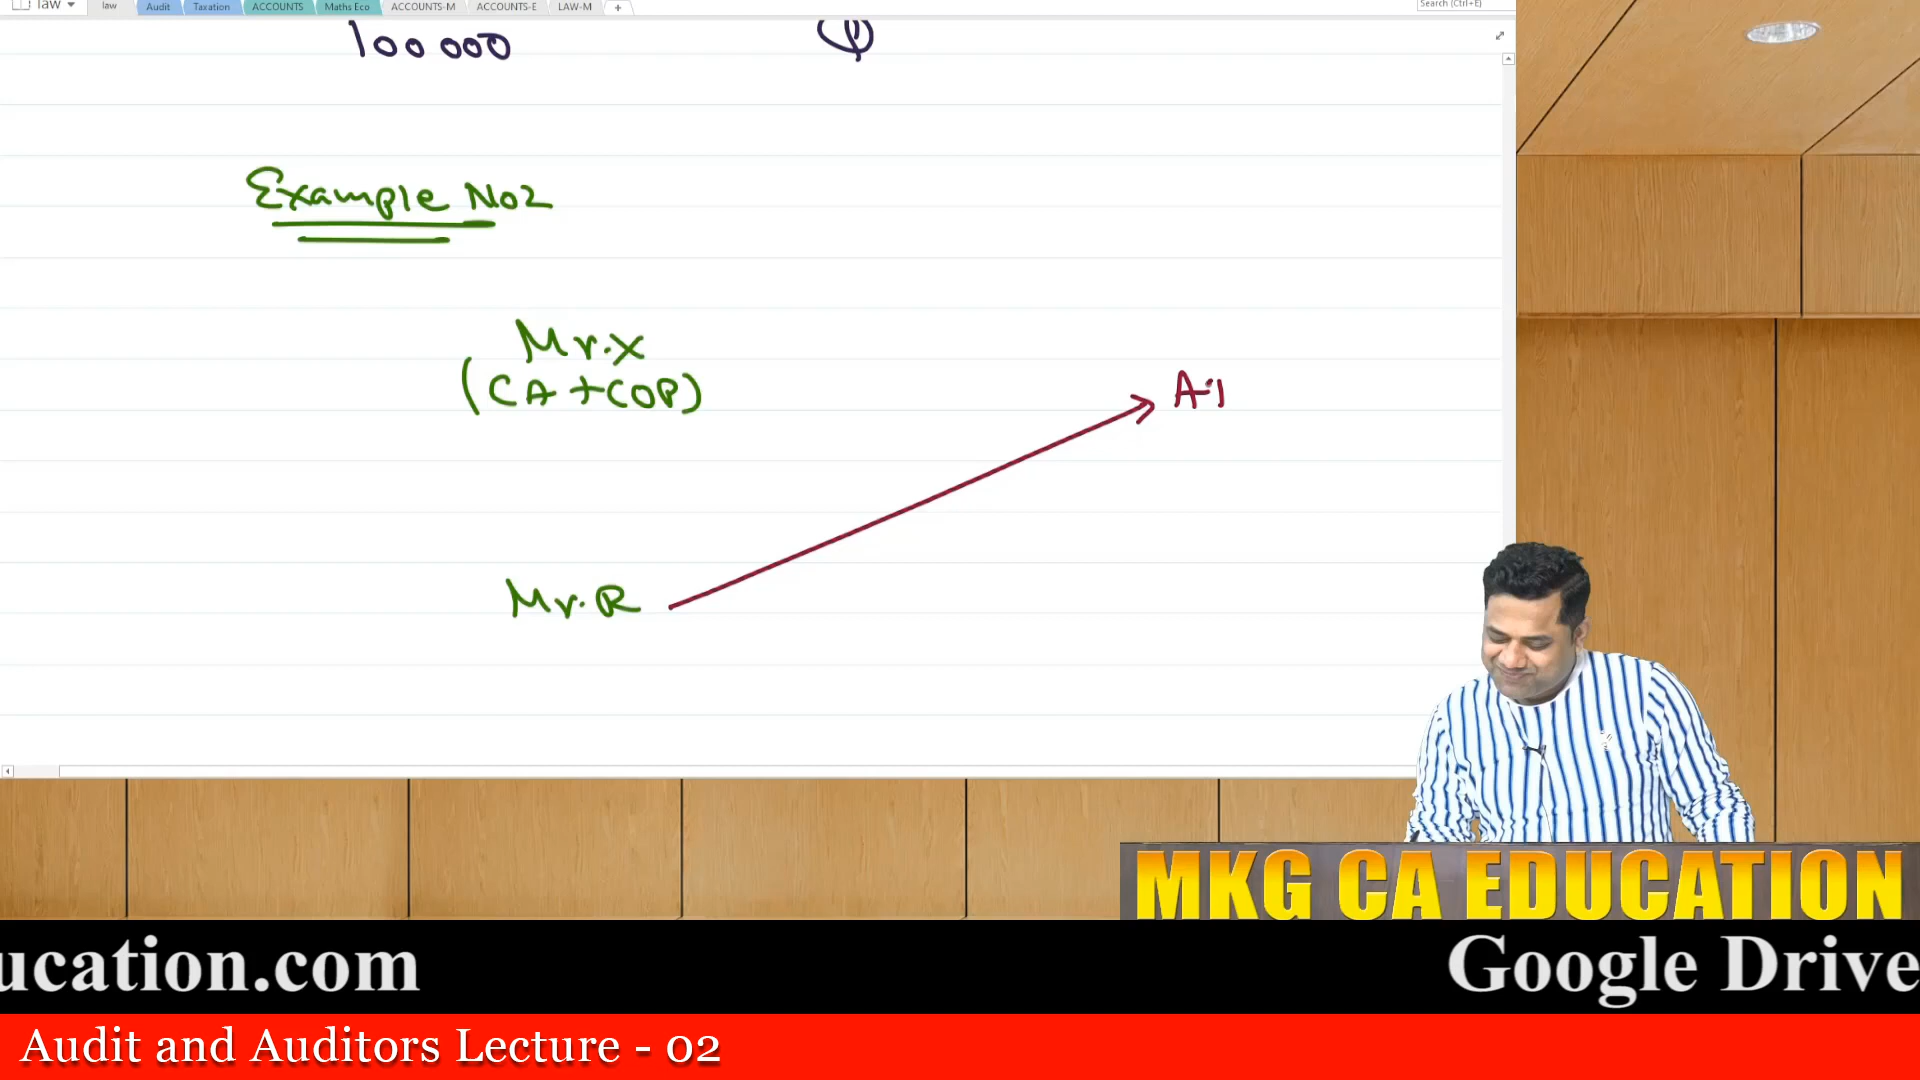 law
law Audit Taxation ACCOUNTS Maths Eco ACCOUNTS-M ACCOUNTS-E LAW-M +
Search (Ctrl+E)
100 000
Example No2
Mr. X
(CA + COP)
Mr. R
MKG CA EDUCATION
ucation.com
Google Drive
Audit and Auditors Lecture - 02